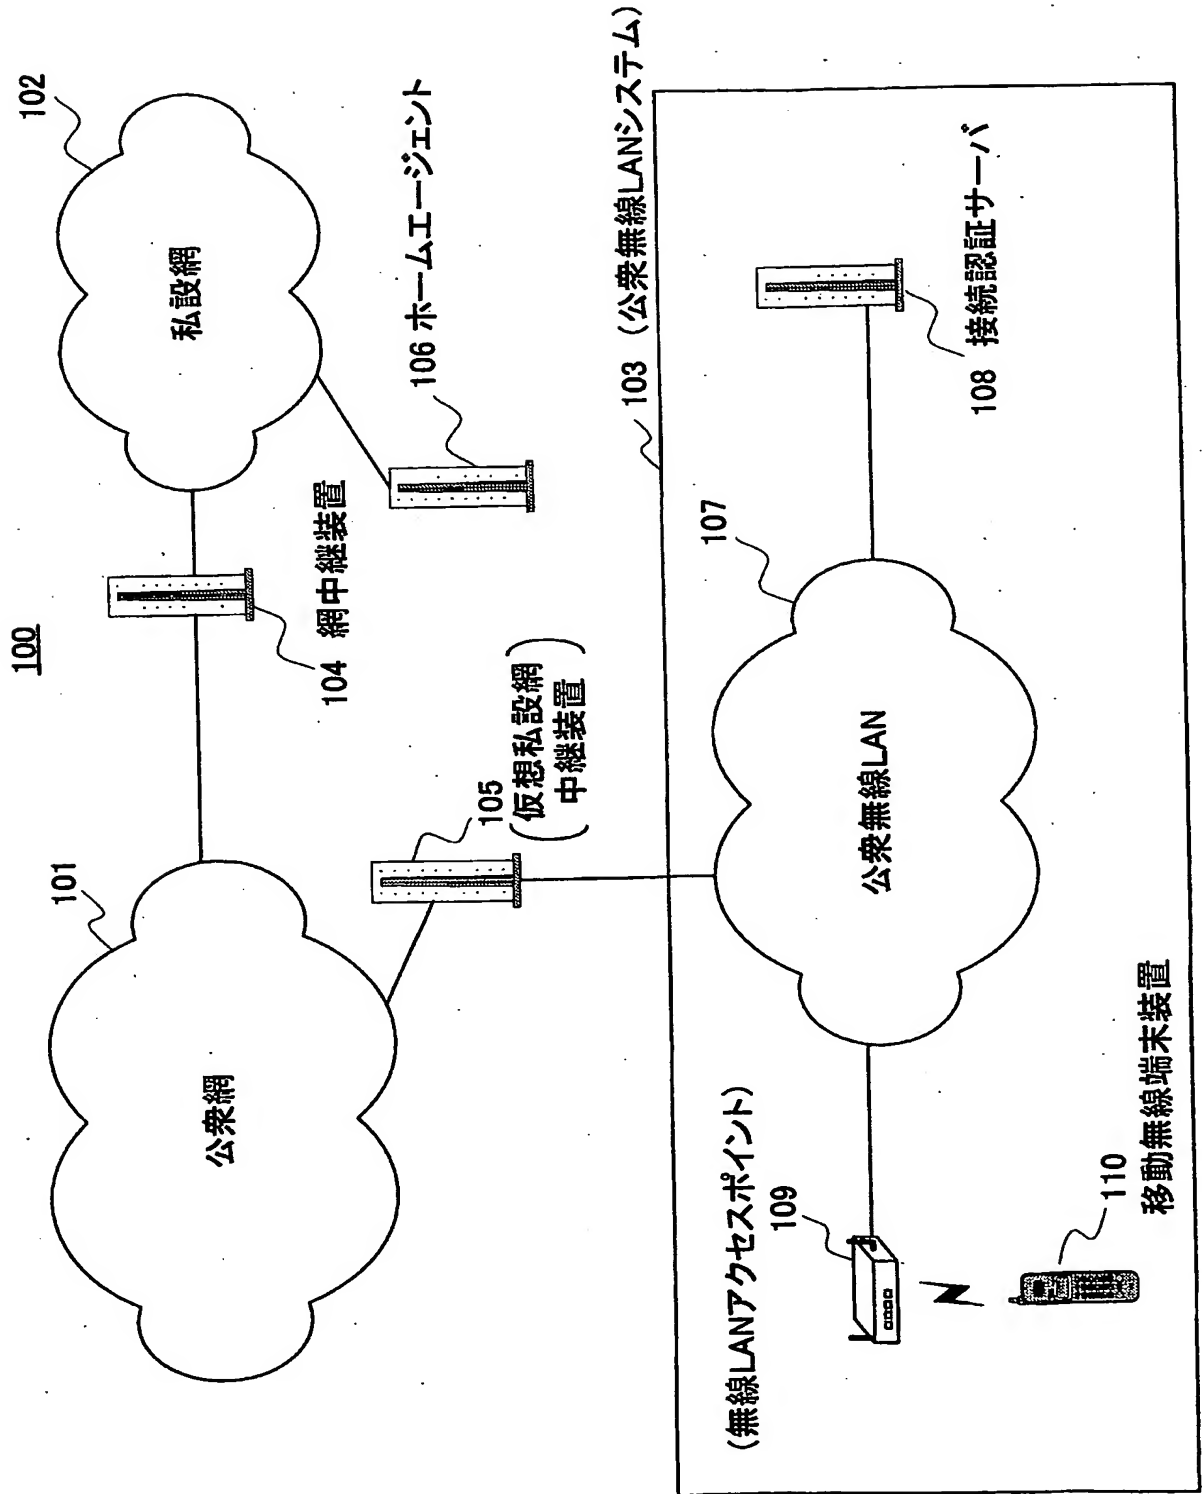 100
101
公衆網
102
私設網
104 網中継装置
105
(仮想私設網
中継装置)
106 ホームエージェント
103 (公衆無線LANシステム)
107
公衆無線LAN
108 接続認証サーバ
(無線LANアクセスポイント)
109
110
移動無線端末装置